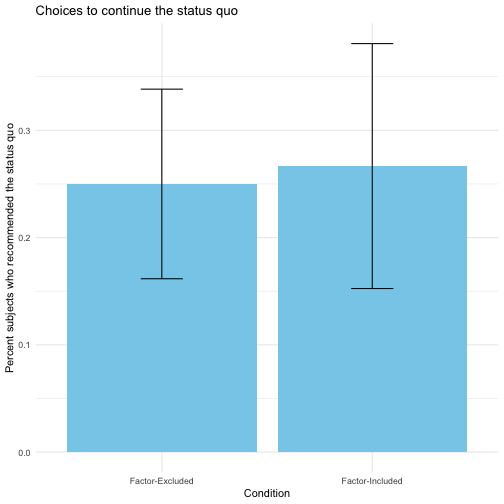 Choices to continue the status quo
Percent subjects who recommended the status quo
0.3
0.2
0.1
0.0
Factor-Excluded
Factor-Included
Condition